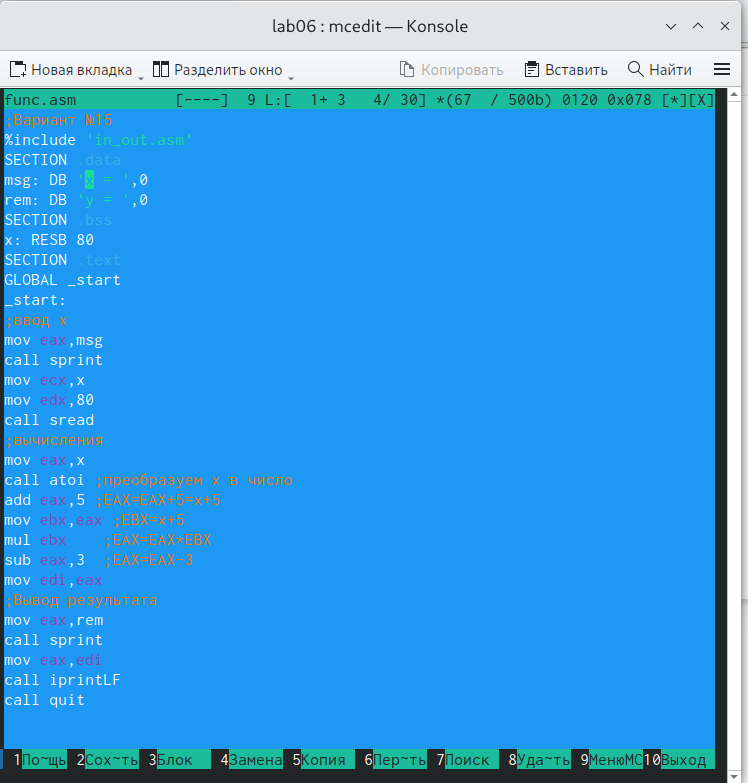 lab06 : mcedit — Konsole
Новая вкладка Разделить окно Копировать Вставить Найти
func.asm [----] 9 L:[ 1+ 3 4/ 30] *(67 / 500b) 0120 0x078 [*][X]
;Вариант №15
%include 'in_out.asm'
SECTION .data
msg: DB 'x = ',0
rem: DB 'y = ',0
SECTION .bss
x: RESB 80
SECTION .text
GLOBAL _start
_start:
;ввод x
mov eax,msg
call sprint
mov ecx,x
mov edx,80
call sread
;вычисления
mov eax,x
call atoi ;преобразуем x в число
add eax,5 ;EAX=EAX+5=x+5
mov ebx,eax ;EBX=x+5
mul ebx ;EAX=EAX*EBX
sub eax,3 ;EAX=EAX-3
mov edi,eax
;Вывод результата
mov eax,rem
call sprint
mov eax,edi
call iprintLF
call quit
1По~щь 2Сох~ть 3Блок 4Замена 5Копия 6Пер~ть 7Поиск 8Уда~ть 9МенюMC 10Выход